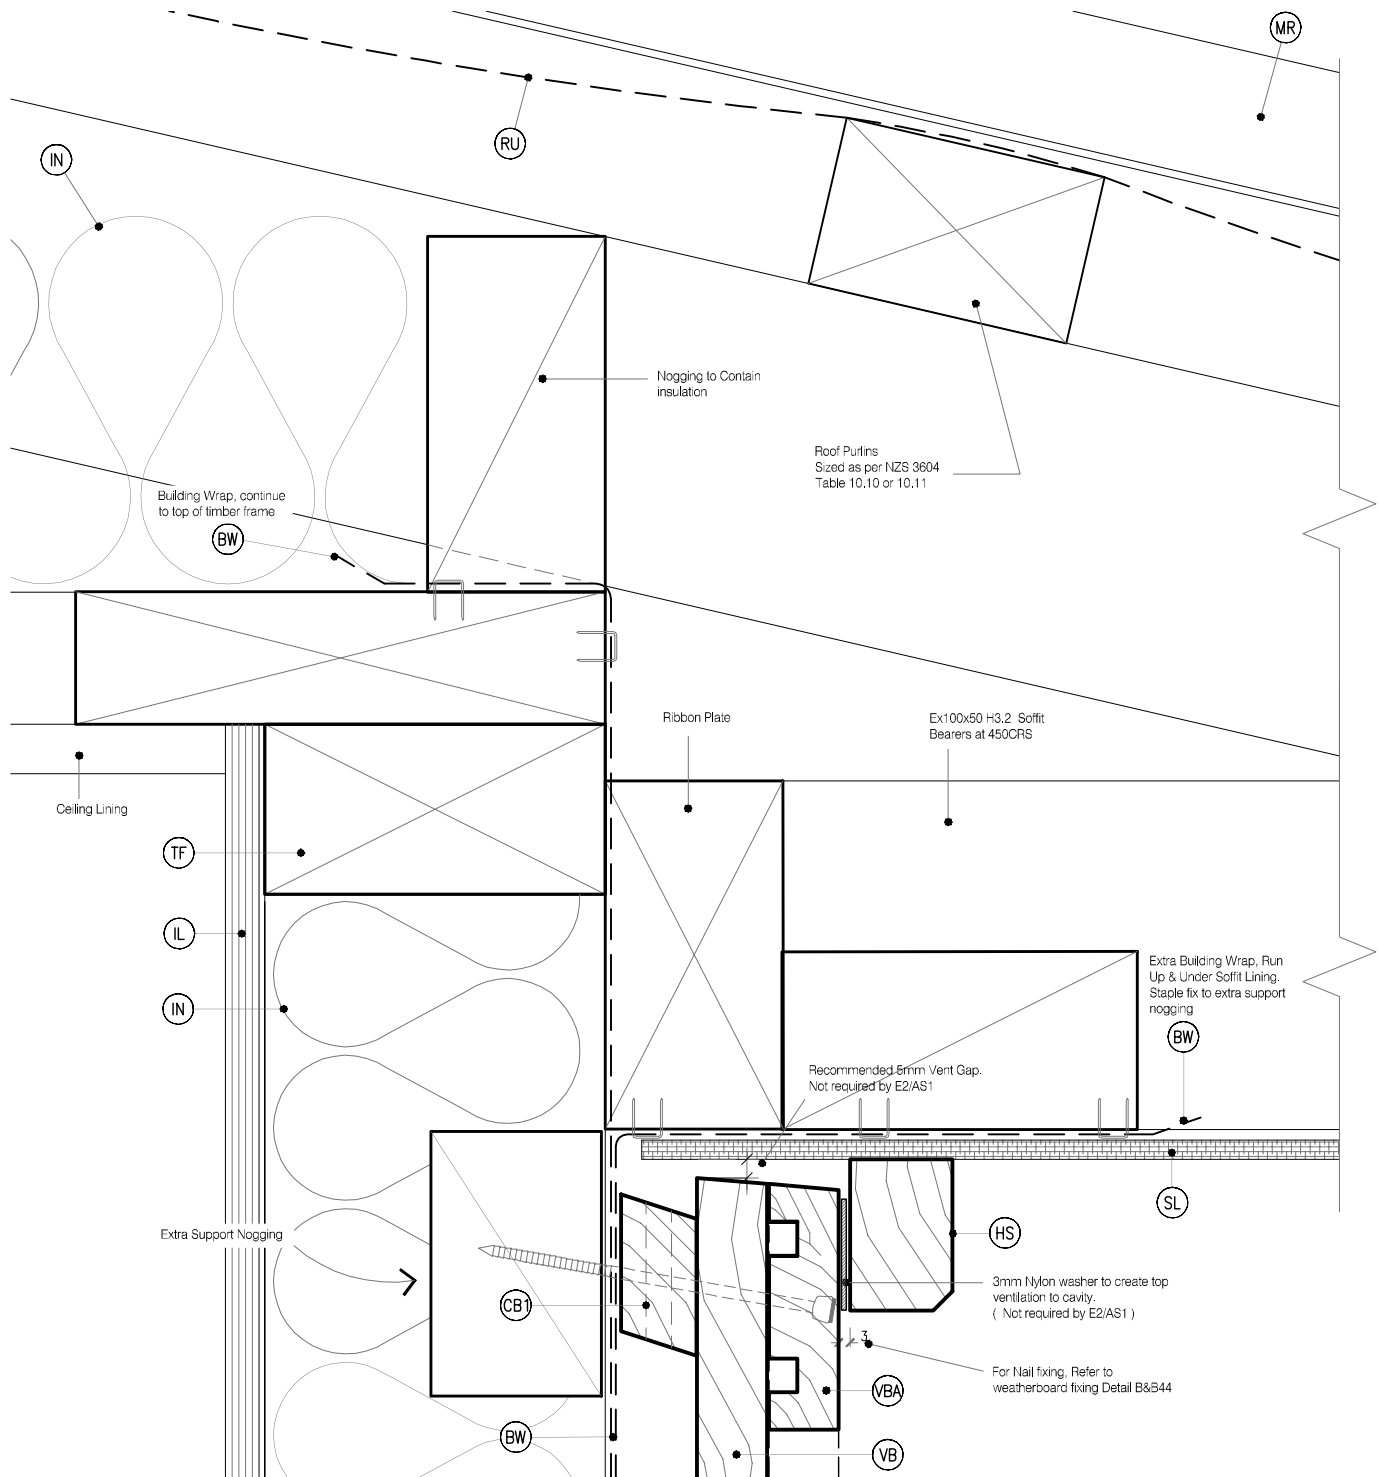 MR
RU
IN
Nogging to Contain
insulation
Roof Purlins
Sized as per NZS 3604
Table 10.10 or 10.11
Building Wrap, continue
to top of timber frame
BW
Ribbon Plate
Ex100x50 H3.2 Soffit
Bearers at 450CRS
Ceiling Lining
TF
IL
IN
Extra Building Wrap, Run
Up & Under Soffit Lining.
Staple fix to extra support
nogging
BW
Recommended 5mm Vent Gap.
Not required by E2/AS1
SL
HS
Extra Support Nogging
3mm Nylon washer to create top
ventilation to cavity.
( Not required by E2/AS1 )
CB1
3
For Nail fixing, Refer to
weatherboard fixing Detail B&B44
VBA
BW
VB